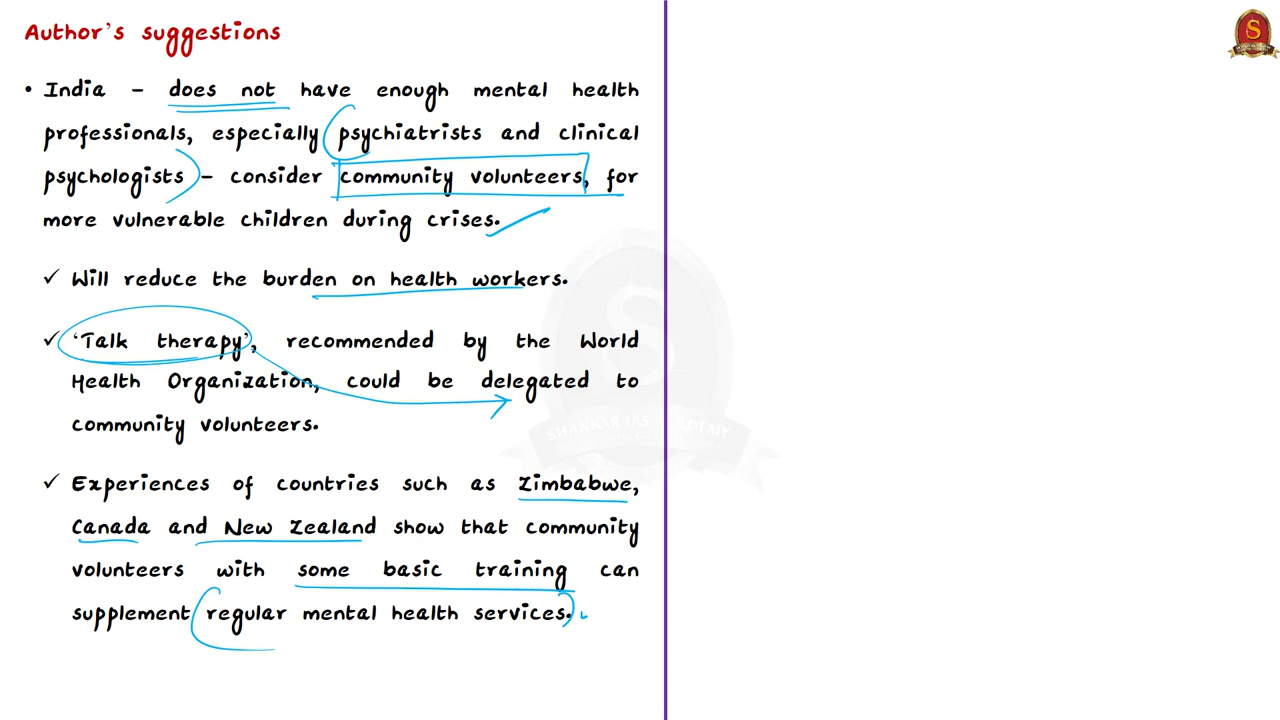 Author's suggestions
• India – does not have enough mental health
professionals, especially psychiatrists and clinical
psychologists – consider community volunteers, for
more vulnerable children during crises.
✓ Will reduce the burden on health workers.
✓ 'Talk therapy', recommended by the World
Health Organization, could be delegated to
community volunteers.
✓ Experiences of countries such as Zimbabwe,
Canada and New Zealand show that community
volunteers with some basic training can
supplement regular mental health services.
S
SHANKAR IAS ACADEMY